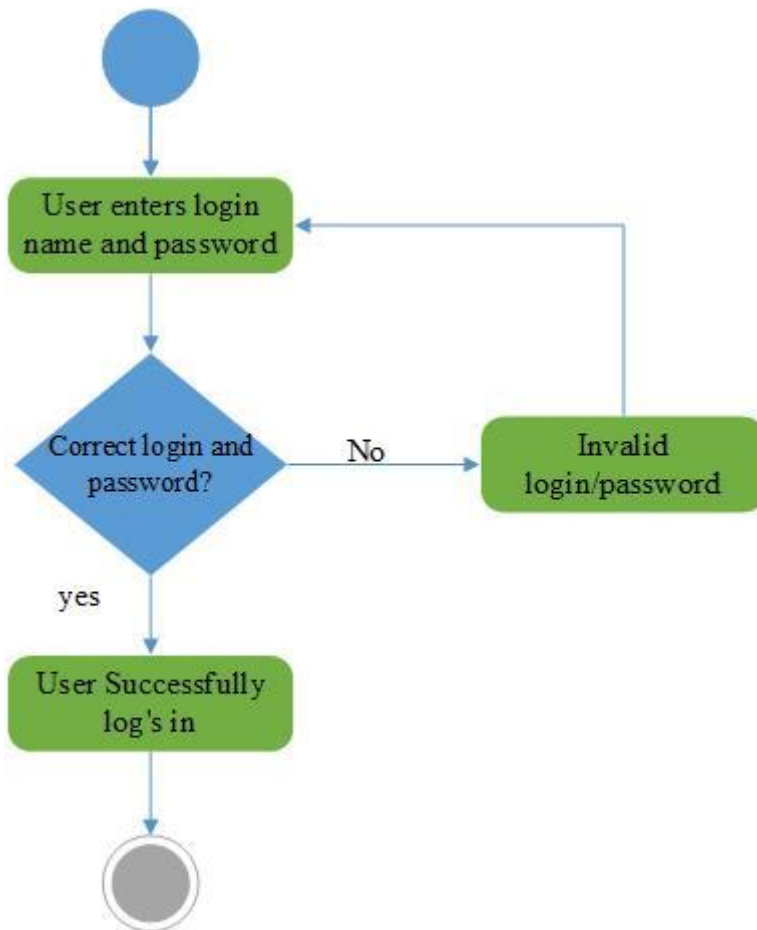 User enters login
name and password
Correct login and
password?
No
Invalid
login/password
yes
User Successfully
log's in